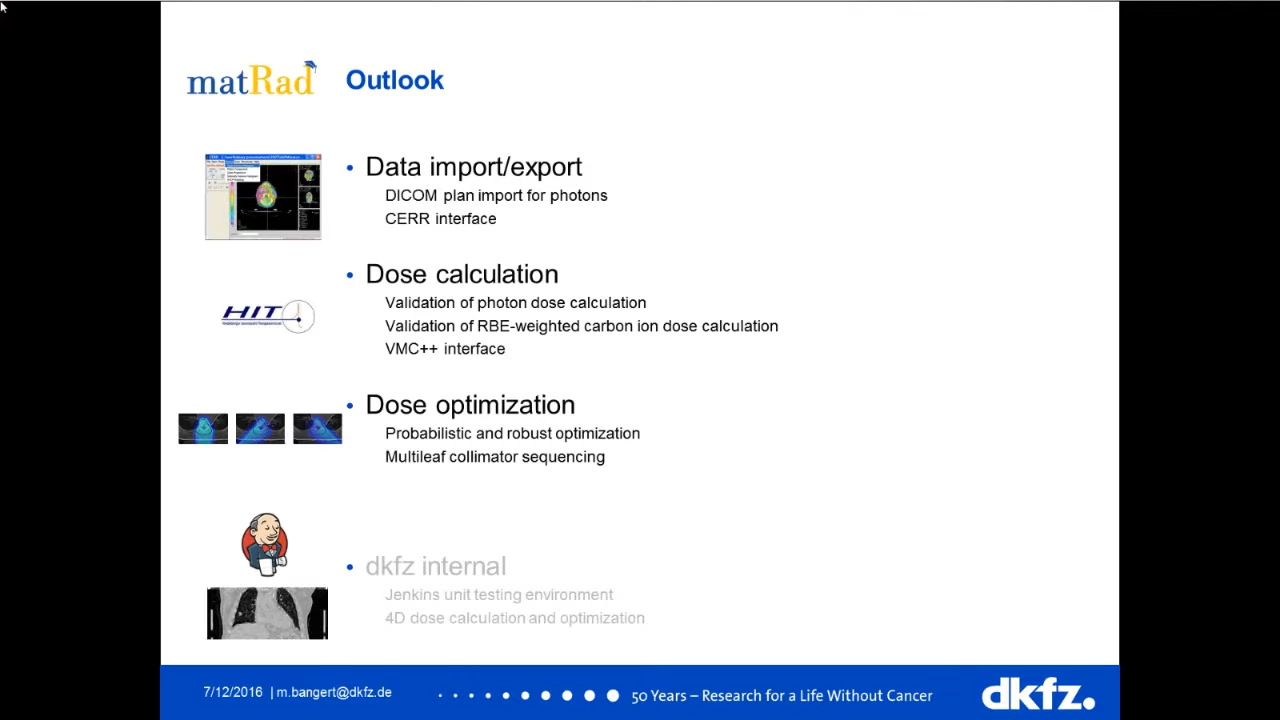 matRad
Outlook
Data import/export
DICOM plan import for photons
CERR interface
Dose calculation
HIT
Validation of photon dose calculation
Validation of RBE-weighted carbon ion dose calculation
VMC++ interface
Dose optimization
Probabilistic and robust optimization
Multileaf collimator sequencing
dkfz internal
Jenkins unit testing environment
4D dose calculation and optimization
7/12/2016 | m.bangert@dkfz.de
50 Years – Research for a Life Without Cancer
dkfz.